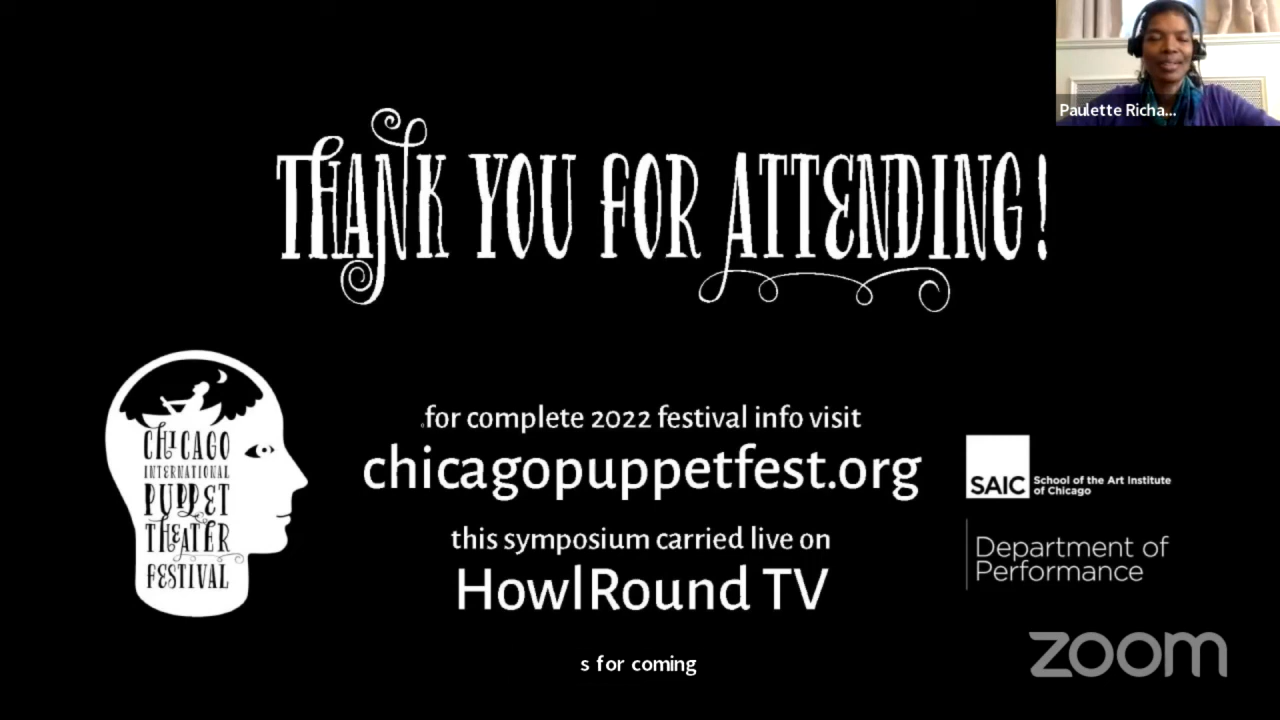 Paulette Richa...
THANK YOU FOR ATTENDING!
CHICAGO
INTERNATIONAL
PUPPET
THEATER
FESTIVAL
for complete 2022 festival info visit
chicagopuppetfest.org
this symposium carried live on
HowlRound TV
SAIC School of the Art Institute
of Chicago
Department of
Performance
s for coming
zoom